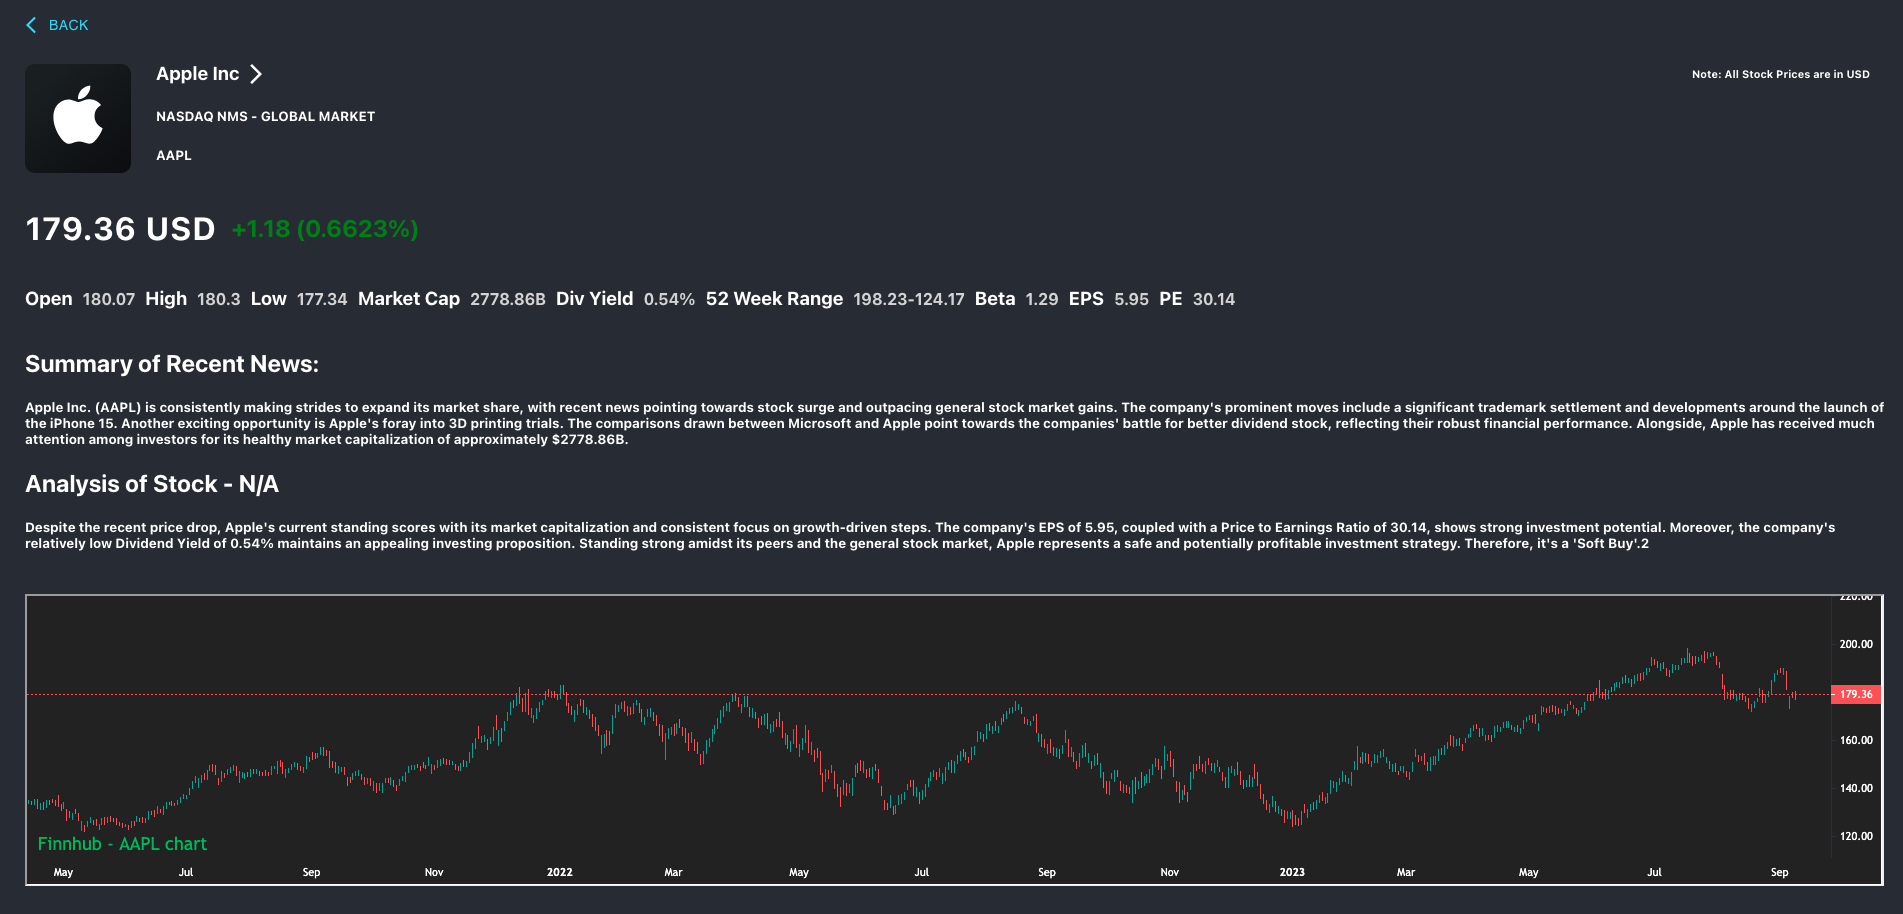 BACK
Apple Inc
Note: All Stock Prices are in USD
NASDAQ NMS - GLOBAL MARKET
AAPL
179.36 USD +1.18 (0.6623%)
Open 180.07 High 180.3 Low 177.34 Market Cap 2778.86B Div Yield 0.54% 52 Week Range 198.23-124.17 Beta 1.29 EPS 5.95 PE 30.14
Summary of Recent News:
Apple Inc. (AAPL) is consistently making strides to expand its market share, with recent news pointing towards stock surge and outpacing general stock market gains. The company's prominent moves include a significant trademark settlement and developments around the launch of
the iPhone 15. Another exciting opportunity is Apple's foray into 3D printing trials. The comparisons drawn between Microsoft and Apple point towards the companies' battle for better dividend stock, reflecting their robust financial performance. Alongside, Apple has received much
attention among investors for its healthy market capitalization of approximately $2778.86B.
Analysis of Stock - N/A
Despite the recent price drop, Apple's current standing scores with its market capitalization and consistent focus on growth-driven steps. The company's EPS of 5.95, coupled with a Price to Earnings Ratio of 30.14, shows strong investment potential. Moreover, the company's
relatively low Dividend Yield of 0.54% maintains an appealing investing proposition. Standing strong amidst its peers and the general stock market, Apple represents a safe and potentially profitable investment strategy. Therefore, it's a 'Soft Buy'.2
220.00
200.00
179.36
160.00
140.00
120.00
Finnhub - AAPL chart
May Jul Sep Nov 2022 Mar May Jul Sep Nov 2023 Mar May Jul Sep